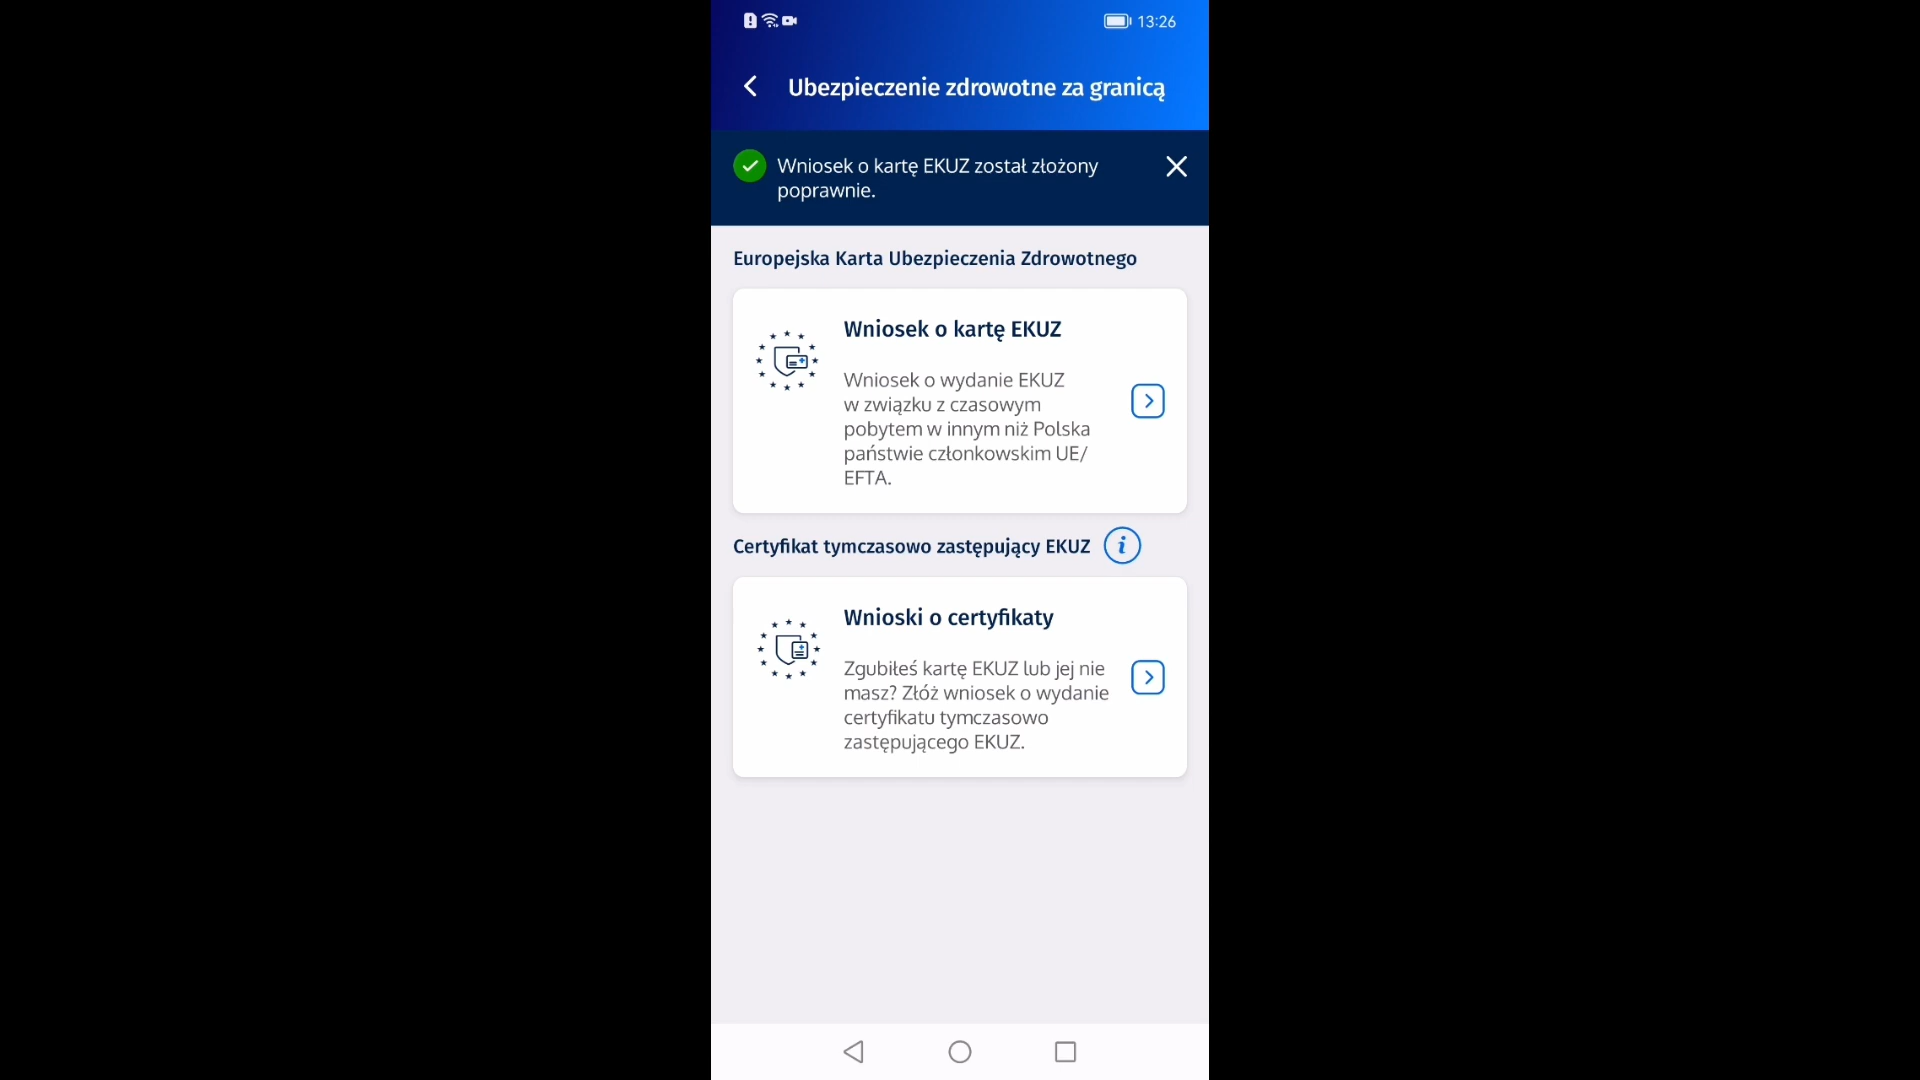 13:26
Ubezpieczenie zdrowotne za granicą
Wniosek o kartę EKUZ został złożony
poprawnie.
Europejska Karta Ubezpieczenia Zdrowotnego
Wniosek o kartę EKUZ
Wniosek o wydanie EKUZ
w związku z czasowym
pobytem w innym niż Polska
państwie członkowskim UE/
EFTA.
Certyfikat tymczasowo zastępujący EKUZ
i
Wnioski o certyfikaty
Zgubiłeś kartę EKUZ lub jej nie
masz? Złóż wniosek o wydanie
certyfikatu tymczasowo
zastępującego EKUZ.